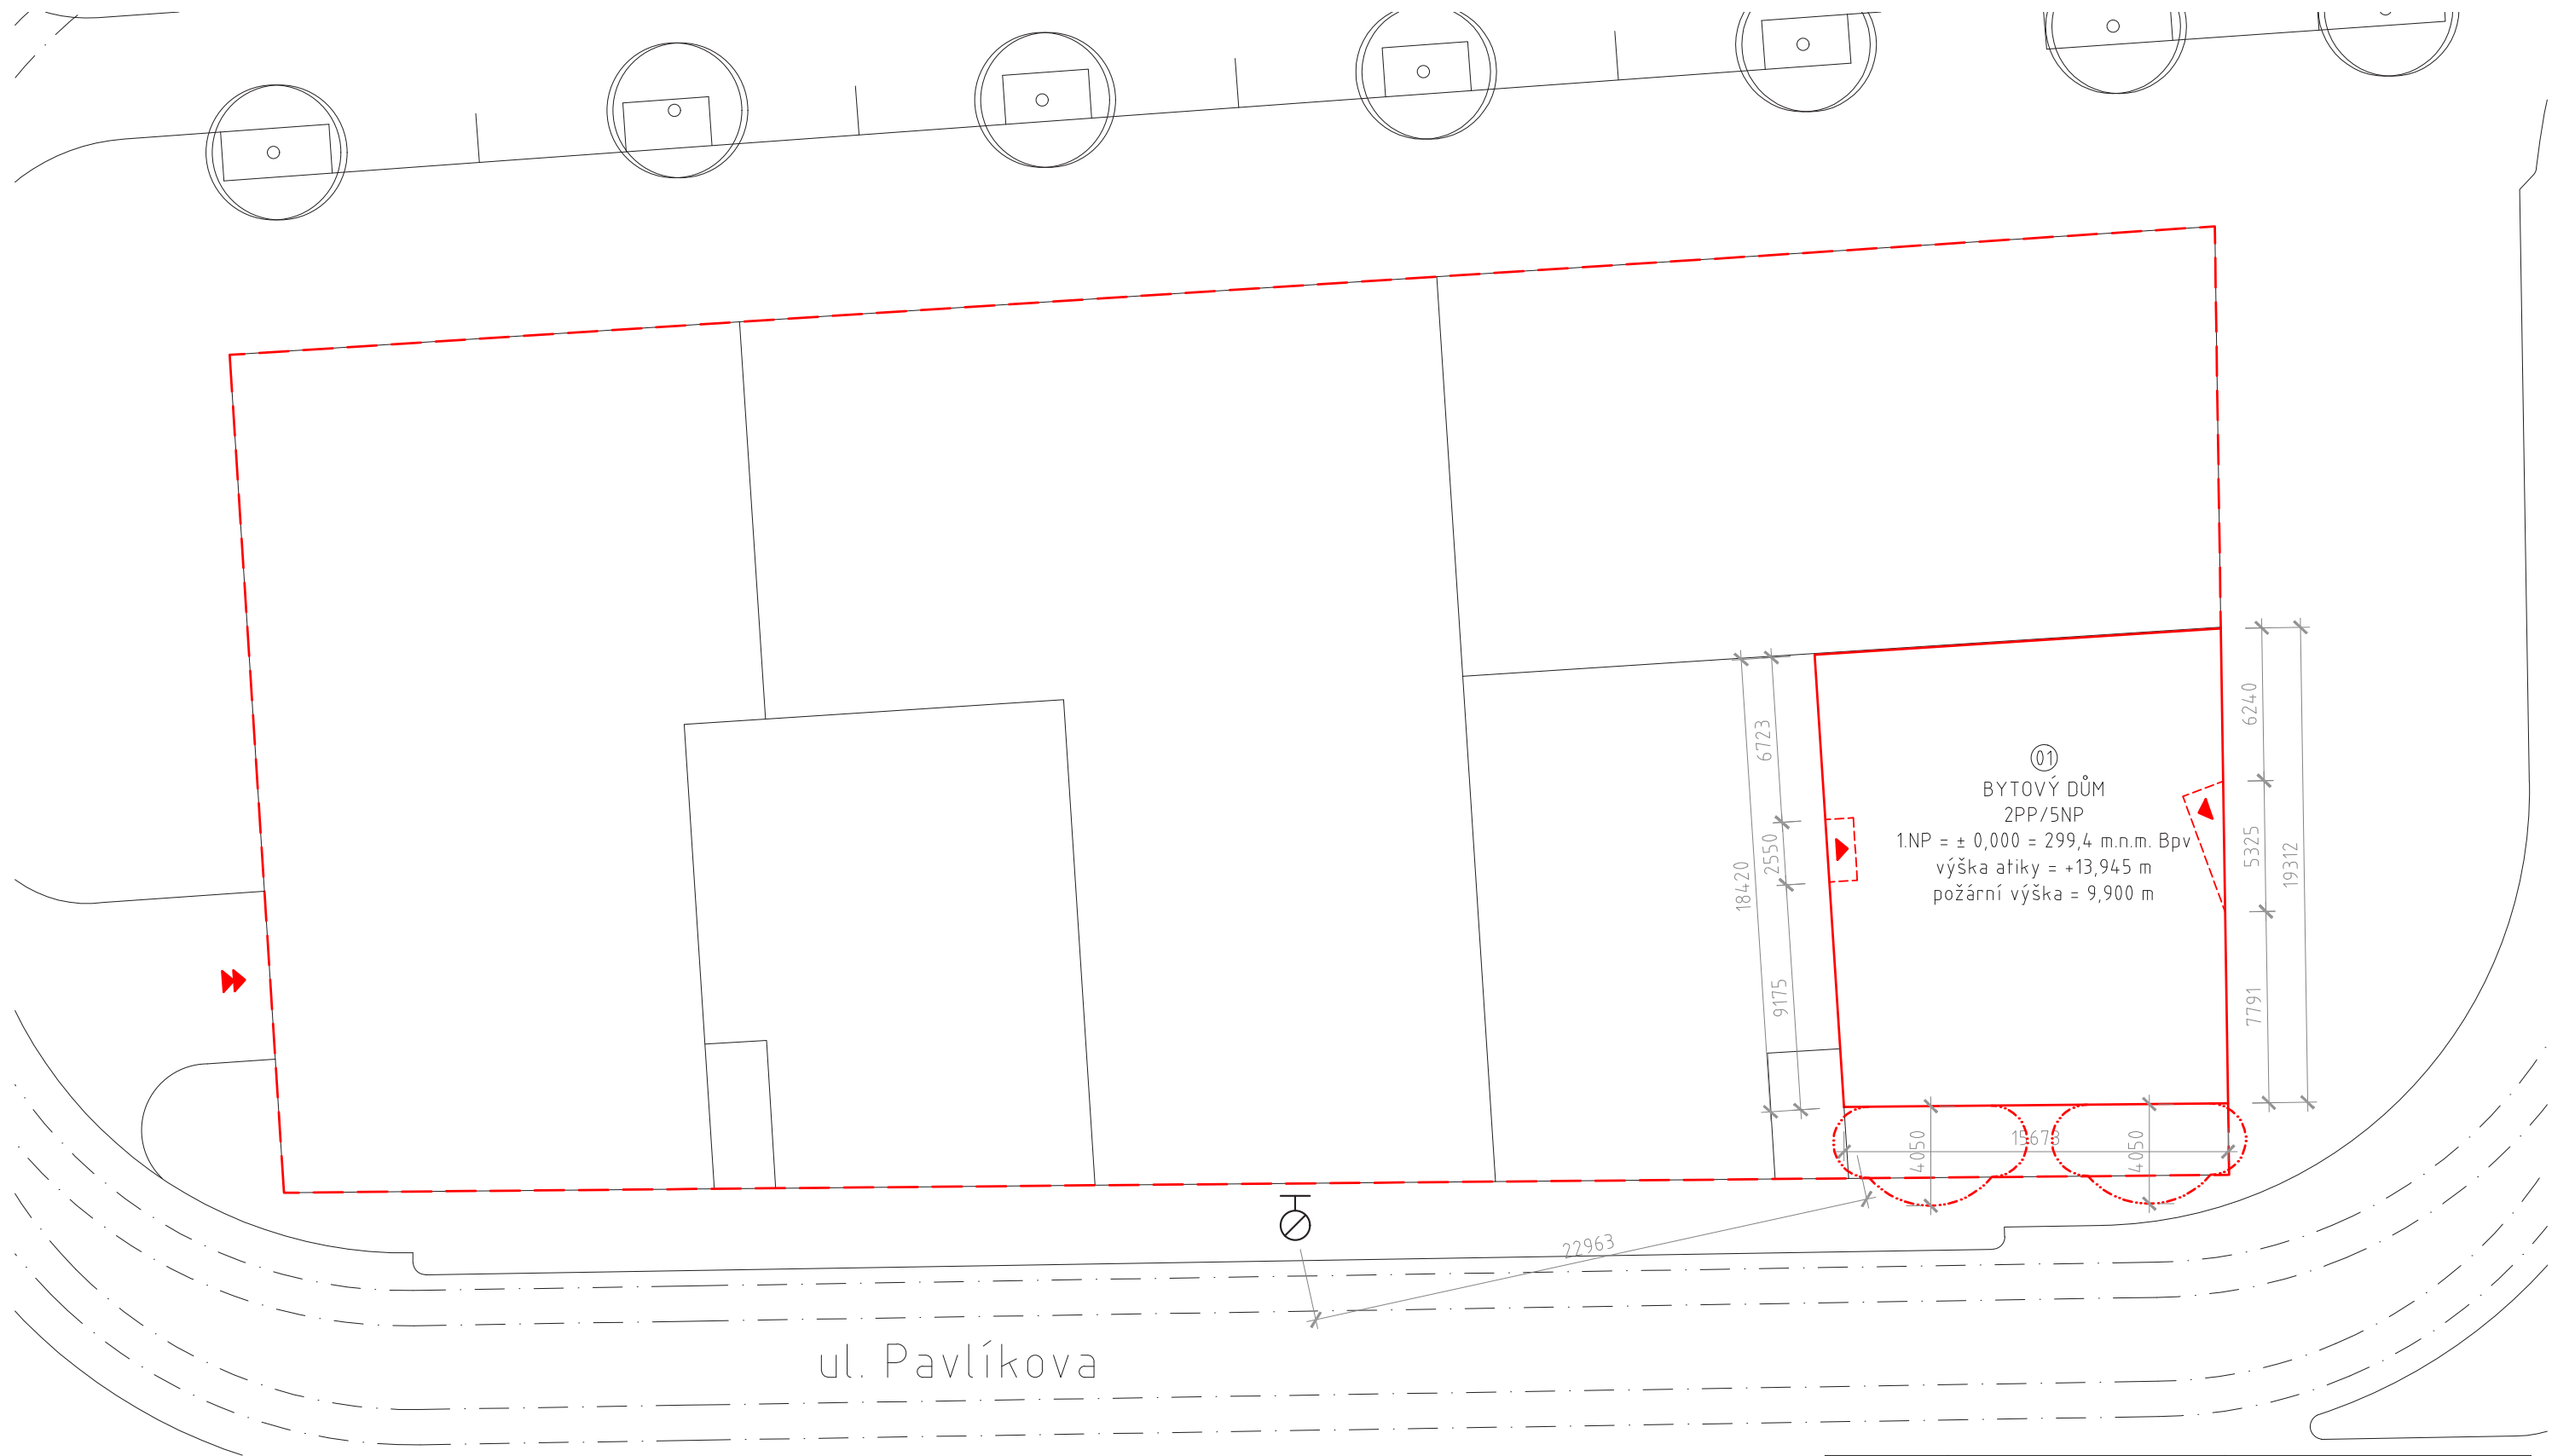 01
BYTOVÝ DŮM
2PP/5NP
1.NP = ± 0,000 = 299,4 m.n.m. Bpv
výška atiky = +13,945 m
požární výška = 9,900 m
6723
2550
18420
9175
6240
5325
19312
7791
4050
15673
4050
22963
ul. Pavlíkova